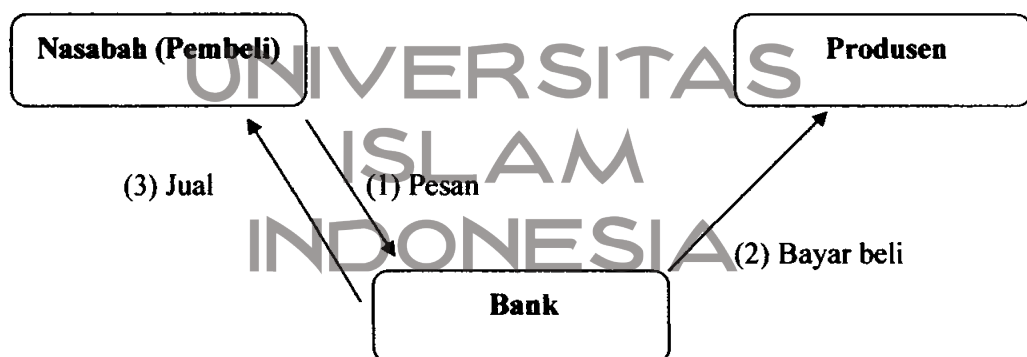 Nasabah (Pembeli)
Produsen
UNIVERSITAS
ISLAM
INDONESIA
(3) Jual
(1) Pesan
(2) Bayar beli
Bank